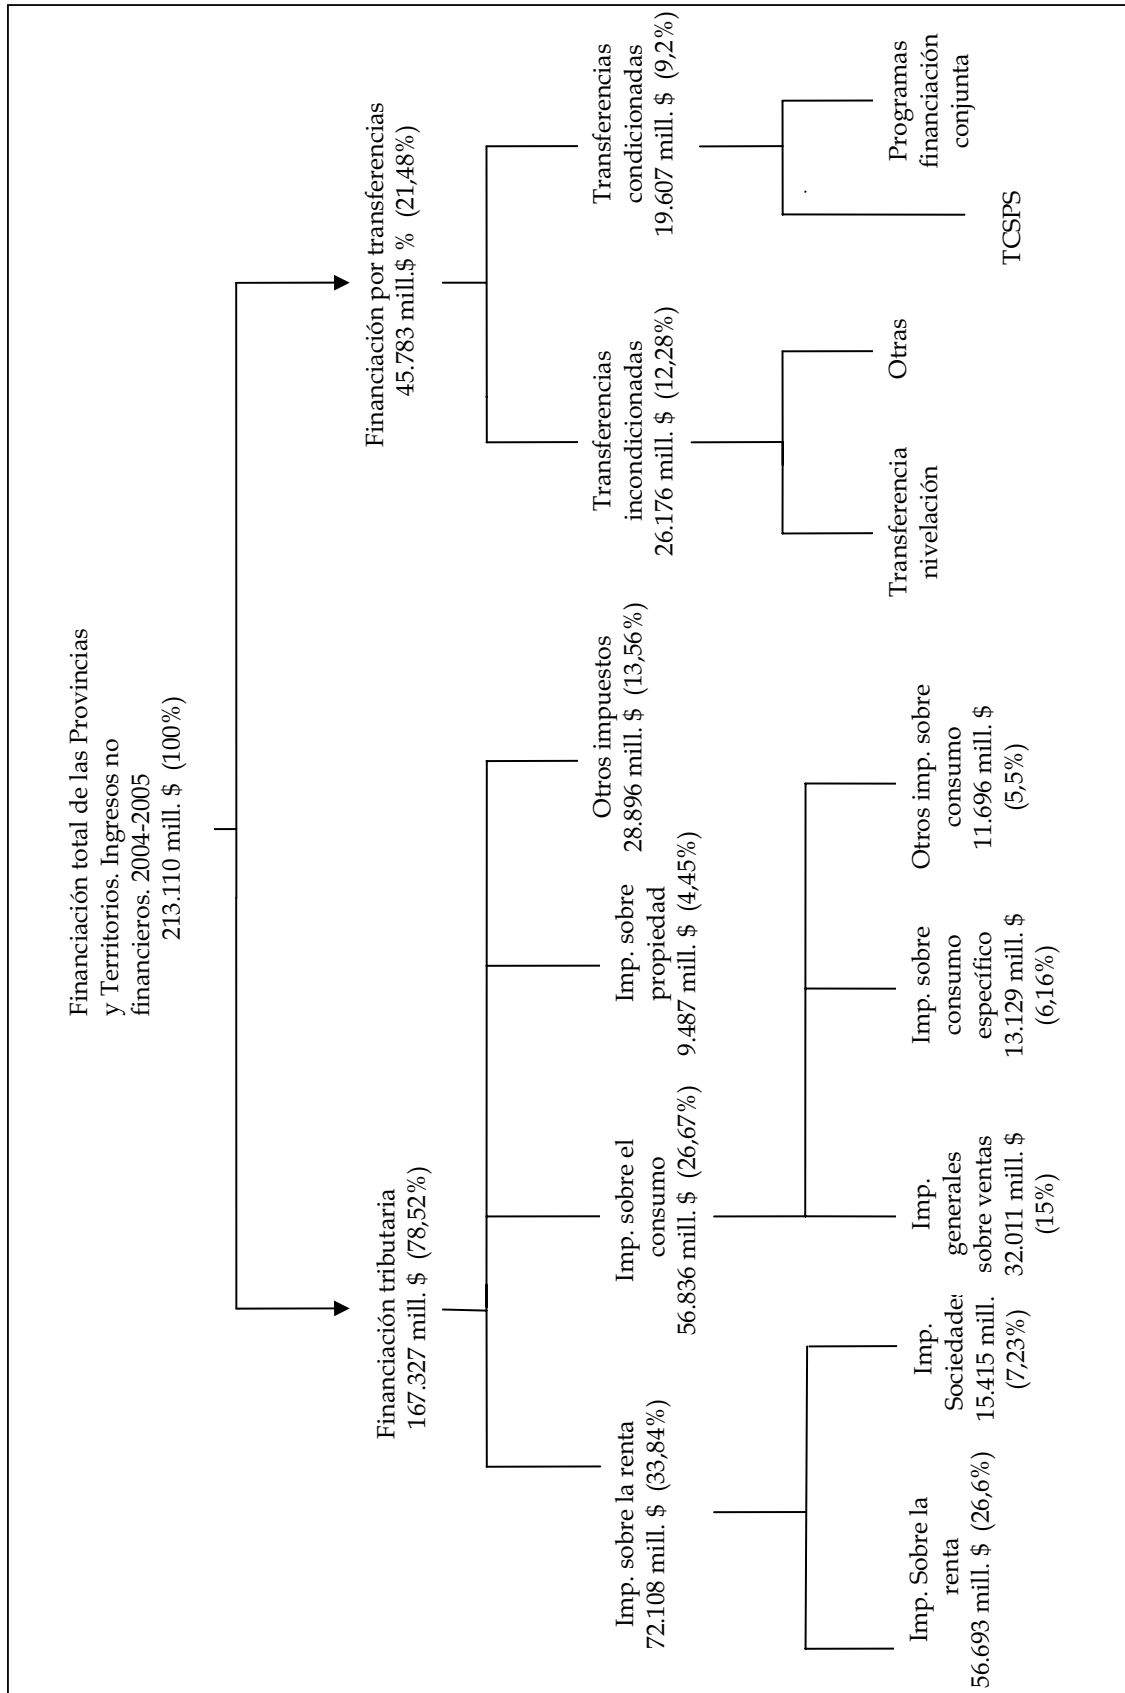 Financiación total de las Provincias
y Territorios. Ingresos no
financieros. 2004-2005
213.110 mill. $ (100%)
Financiación tributaria
167.327 mill. $ (78,52%)
Financiación por transferencias
45.783 mill.$ % (21,48%)
Imp. sobre la renta
72.108 mill. $ (33,84%)
Imp. sobre el
consumo
56.836 mill. $ (26,67%)
Imp. sobre
propiedad
9.487 mill. $ (4,45%)
Otros impuestos
28.896 mill. $ (13,56%)
Transferencias
incondicionadas
26.176 mill. $ (12,28%)
Transferencias
condicionadas
19.607 mill. $ (9,2%)
Imp. Sobre la
renta
56.693 mill. $ (26,6%)
Imp.
Sociedades
15.415 mill.
(7,23%)
Imp.
generales
sobre ventas
32.011 mill. $
(15%)
Imp. sobre
consumo
específico
13.129 mill. $
(6,16%)
Otros imp. sobre
consumo
11.696 mill. $
(5,5%)
Transferencia
nivelación
Otras
TCSPS
Programas
financiación
conjunta